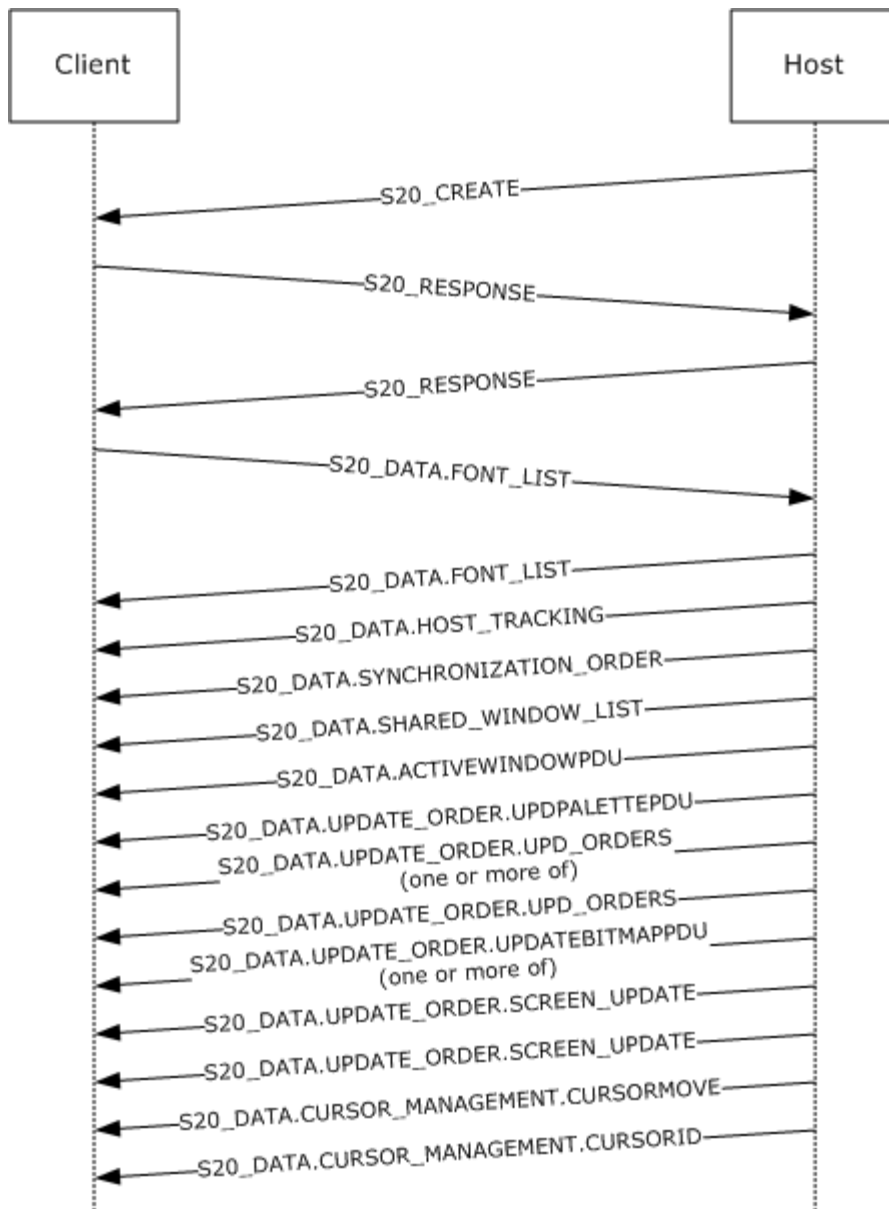 Client
Host
S20_CREATE
S20_RESPONSE
S20_RESPONSE
S20_DATA.FONT_LIST
S20_DATA.FONT_LIST
S20_DATA.HOST_TRACKING
S20_DATA.SYNCHRONIZATION_ORDER
S20_DATA.SHARED_WINDOW_LIST
S20_DATA.ACTIVEWINDOWPDU
S20_DATA.UPDATE_ORDER.UPDPALETTEPDU
S20_DATA.UPDATE_ORDER.UPD_ORDERS
(one or more of)
S20_DATA.UPDATE_ORDER.UPD_ORDERS
S20_DATA.UPDATE_ORDER.UPDATEBITMAPPDU
(one or more of)
S20_DATA.UPDATE_ORDER.SCREEN_UPDATE
S20_DATA.UPDATE_ORDER.SCREEN_UPDATE
S20_DATA.CURSOR_MANAGEMENT.CURSORMOVE
S20_DATA.CURSOR_MANAGEMENT.CURSORID